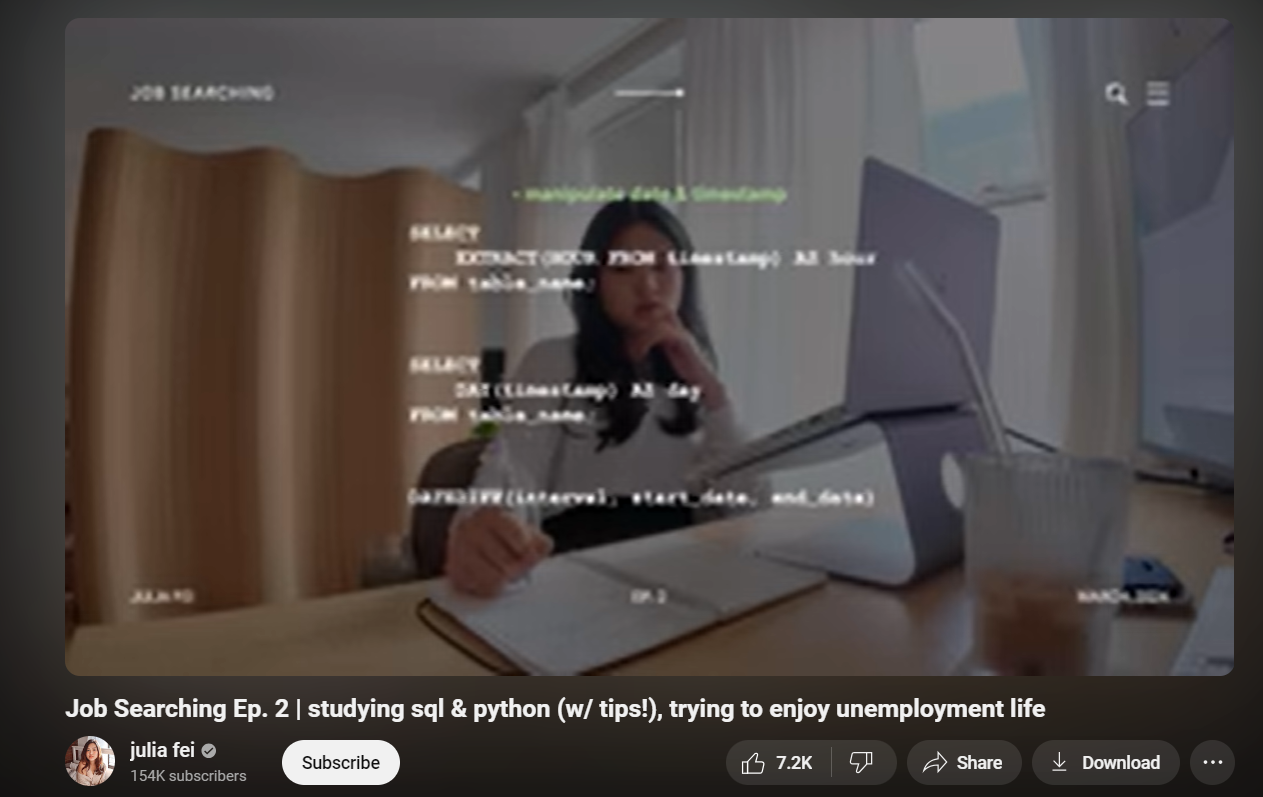 JOB SEARCHING
- manipulate date & timestamp
SELECT
EXTRACT(HOUR FROM timestamp) AS hour
FROM table_name;
SELECT
DAY(timestamp) AS day
FROM table_name;
DATEDIFF(interval, start_date, end_date)
JULIA FEI
EP. 2
MARCH, 2024
Job Searching Ep. 2 | studying sql & python (w/ tips!), trying to enjoy unemployment life
julia fei
154K subscribers
Subscribe
7.2K
Share
Download